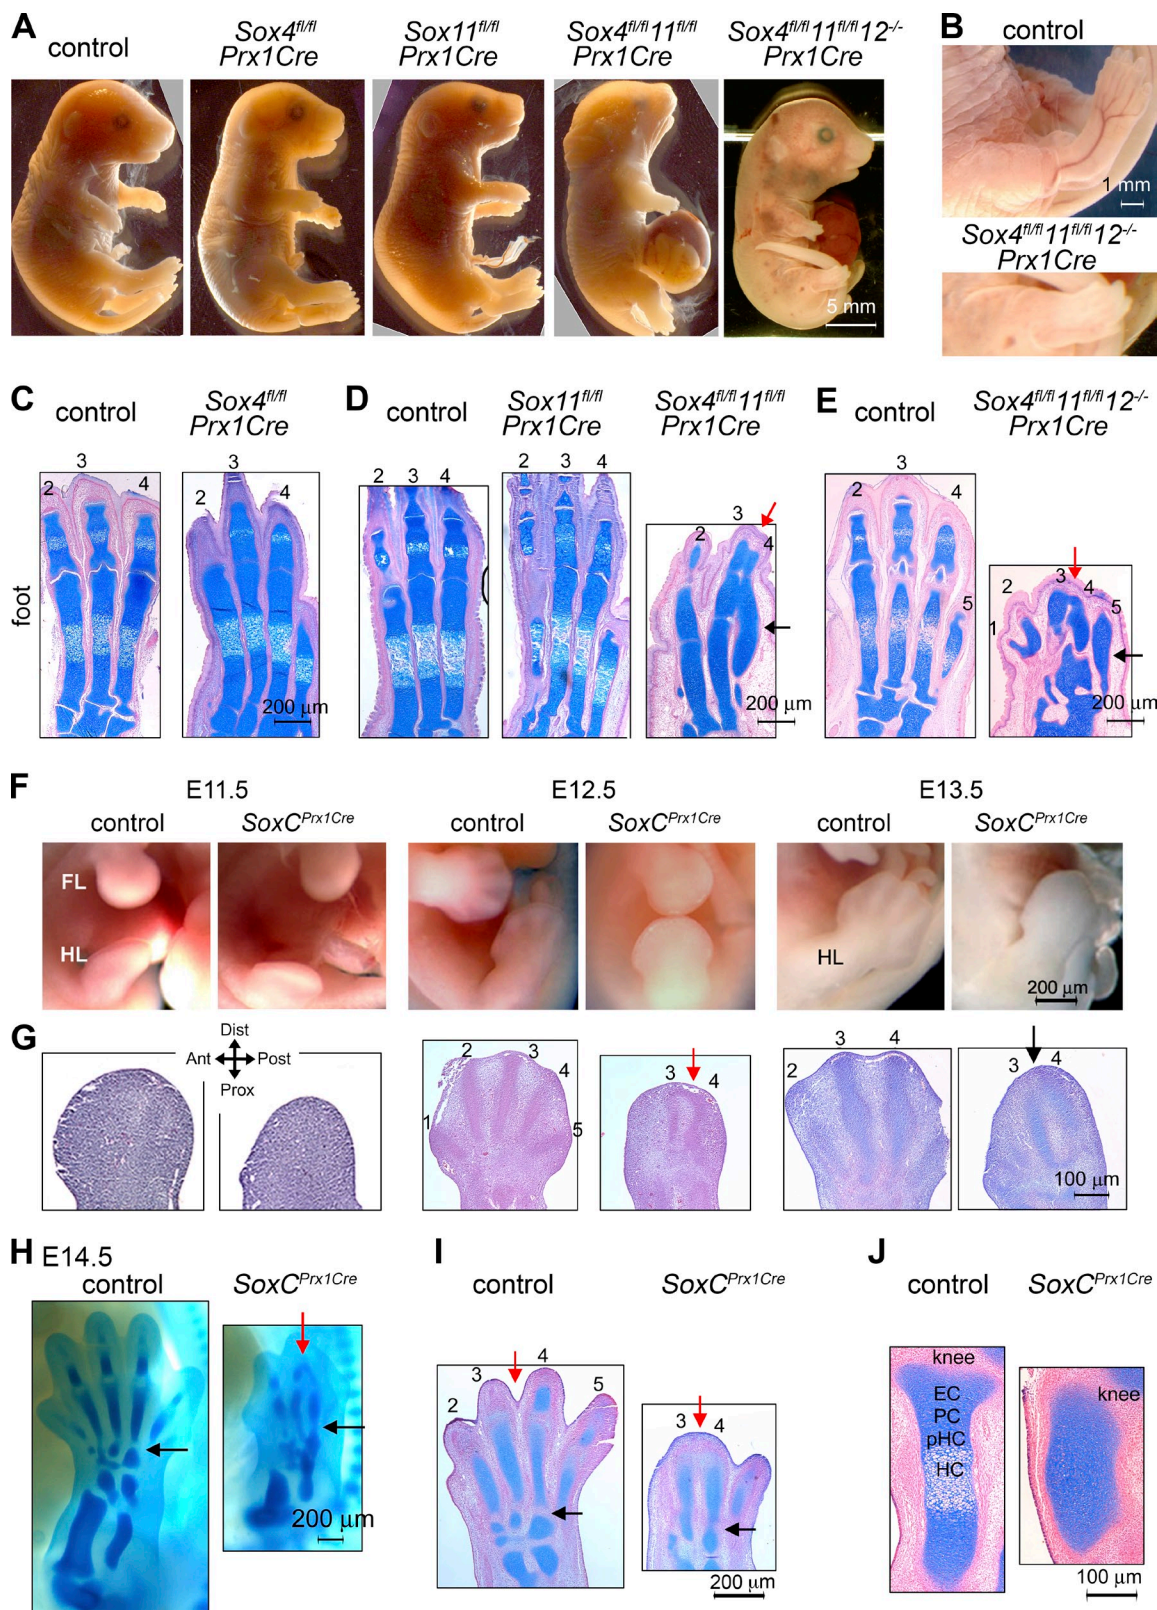 A
control
Sox4fl/fl
Prx1Cre
Sox11fl/fl
Prx1Cre
Sox4fl/fl11fl/fl
Prx1Cre
Sox4fl/fl11fl/fl12-/-
Prx1Cre
5 mm
B
control
1 mm
Sox4fl/fl11fl/fl12-/-
Prx1Cre
C
control
Sox4fl/fl
Prx1Cre
foot
2
3
4
2
3
4
200 μm
D
control
Sox11fl/fl
Prx1Cre
Sox4fl/fl11fl/fl
Prx1Cre
2 3 4
2 3 4
2
3
4
200 μm
E
control
Sox4fl/fl11fl/fl12-/-
Prx1Cre
2
3
4
5
1
2
3
4
5
200 μm
F
E11.5
E12.5
E13.5
control
SoxCPrx1Cre
control
SoxCPrx1Cre
control
SoxCPrx1Cre
FL
HL
HL
200 μm
G
Dist
Ant
Post
Prox
1
2
3
4
5
3
4
2
3
4
3 4
100 μm
H E14.5
control
SoxCPrx1Cre
200 μm
I
control
SoxCPrx1Cre
2
3
4
5
3 4
200 μm
J
control
SoxCPrx1Cre
knee
EC
PC
pHC
HC
knee
100 μm